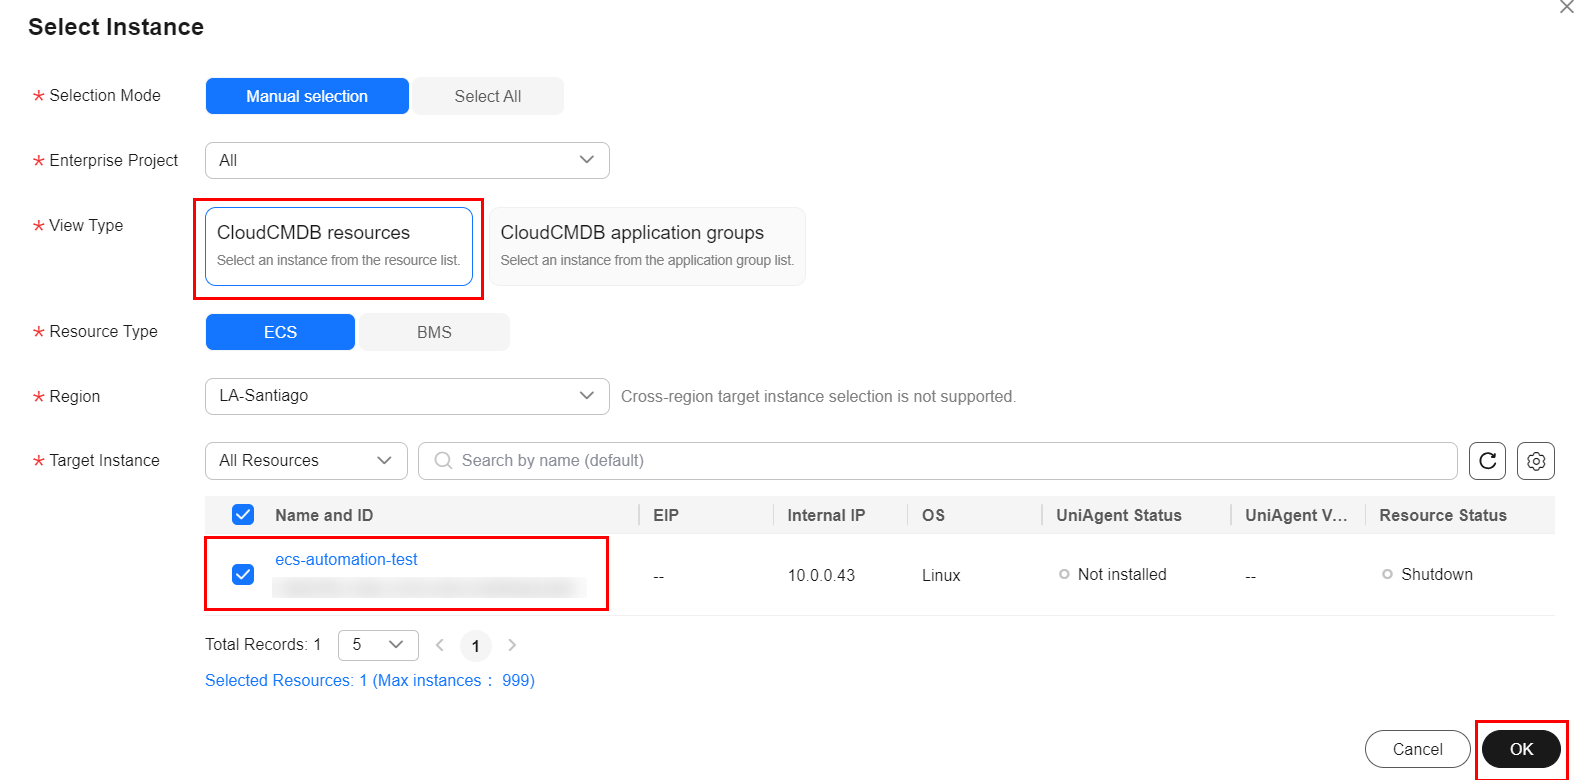 Select Instance
* Selection Mode Manual selection Select All
* Enterprise Project All
* View Type CloudCMDB resources CloudCMDB application groups
Select an instance from the resource list. Select an instance from the application group list.
* Resource Type ECS BMS
* Region LA-Santiago Cross-region target instance selection is not supported.
* Target Instance All Resources Search by name (default)
Name and ID EIP Internal IP OS UniAgent Status UniAgent V... Resource Status
ecs-automation-test
-- 10.0.0.43 Linux Not installed -- Shutdown
Total Records: 1 5 1
Selected Resources: 1 (Max instances : 999)
Cancel OK